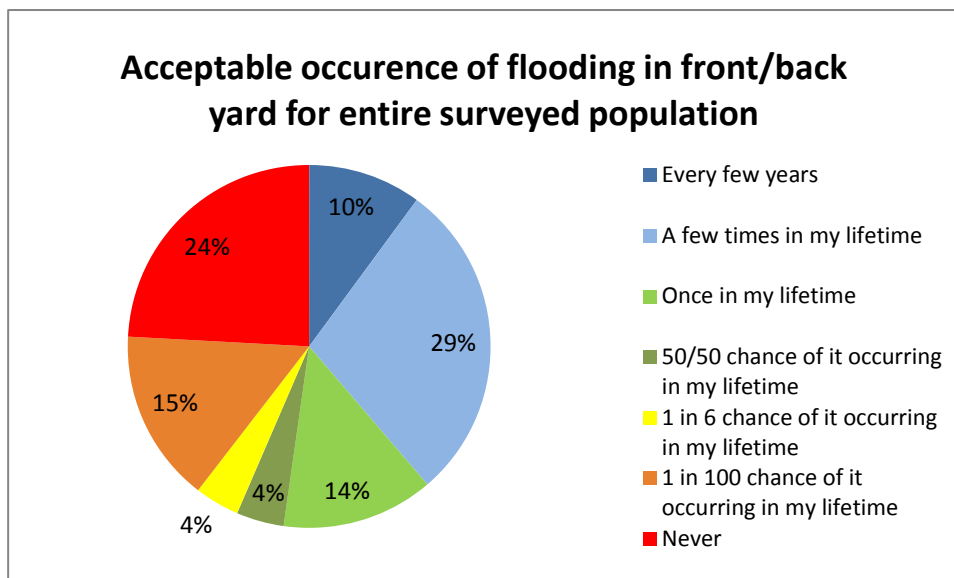 Acceptable occurence of flooding in front/back
yard for entire surveyed population
10%
29%
14%
4%
4%
15%
24%
Every few years
A few times in my lifetime
Once in my lifetime
50/50 chance of it occurring
in my lifetime
1 in 6 chance of it occurring
in my lifetime
1 in 100 chance of it
occurring in my lifetime
Never